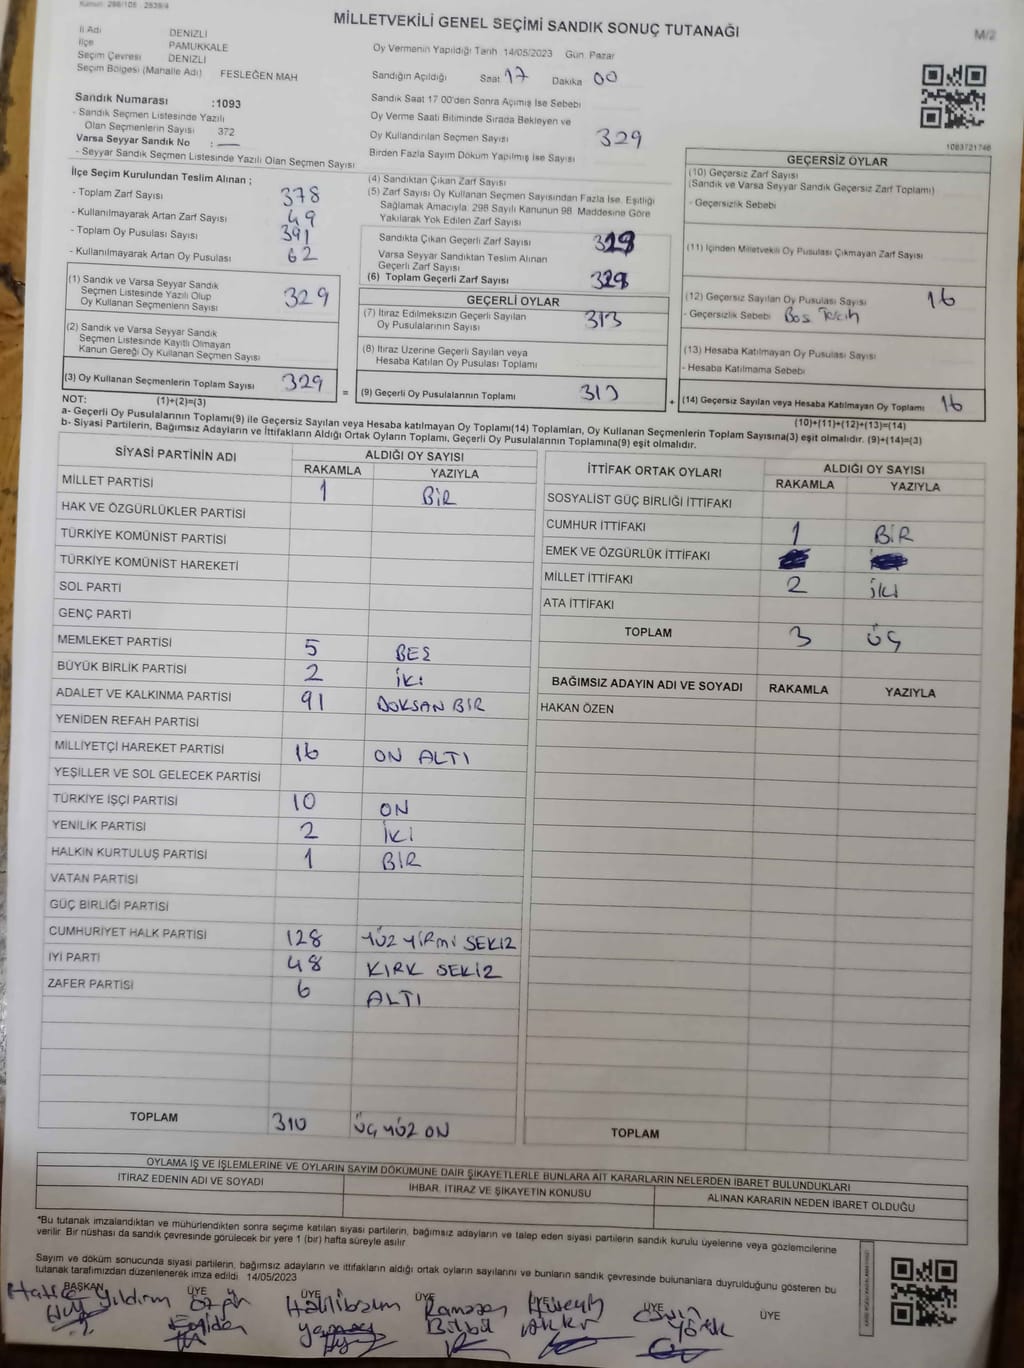 MİLLETVEKİLİ GENEL SEÇİMİ SANDIK SONUÇ TUTANAĞI
M/2
İl Adı DENİZLİ
İlçe PAMUKKALE
Seçim Çevresi DENİZLİ
Seçim Bölgesi (Mahalle Adı) FESLEĞEN MAH
Oy Vermenin Yapıldığı Tarih 14/05/2023 Gün Pazar
Sandığın Açıldığı Saat 17 Dakika 00
Sandık Saat 17 00'den Sonra Açılmış İse Sebebi
Oy Verme Saati Bitiminde Sırada Bekleyen ve
Oy Kullandırılan Seçmen Sayısı 329
Birden Fazla Sayım Döküm Yapılmış İse Sayısı
Sandık Numarası :1093
- Sandık Seçmen Listesinde Yazılı
Olan Seçmenlerin Sayısı 372
Varsa Seyyar Sandık No : —
- Seyyar Sandık Seçmen Listesinde Yazılı Olan Seçmen Sayısı
İlçe Seçim Kurulundan Teslim Alınan ;
- Toplam Zarf Sayısı 378
- Kullanılmayarak Artan Zarf Sayısı 49
- Toplam Oy Pusulası Sayısı 391
- Kullanılmayarak Artan Oy Pusulası 62
(1) Sandık ve Varsa Seyyar Sandık
Seçmen Listesinde Yazılı Olup
Oy Kullanan Seçmenlerin Sayısı 329
(2) Sandık ve Varsa Seyyar Sandık
Seçmen Listesinde Kayıtlı Olmayan
Kanun Gereği Oy Kullanan Seçmen Sayısı
(3) Oy Kullanan Seçmenlerin Toplam Sayısı 329
(4) Sandıktan Çıkan Zarf Sayısı
(5) Zarf Sayısı Oy Kullanan Seçmen Sayısından Fazla İse, Eşitliği
Sağlamak Amacıyla, 298 Sayılı Kanunun 98 Maddesine Göre
Yakılarak Yok Edilen Zarf Sayısı
Sandıkta Çıkan Geçerli Zarf Sayısı 329
Varsa Seyyar Sandıktan Teslim Alınan
Geçerli Zarf Sayısı
(6) Toplam Geçerli Zarf Sayısı 329
GEÇERLİ OYLAR
(7) İtiraz Edilmeksizin Geçerli Sayılan
Oy Pusulalarının Sayısı 313
(8) İtiraz Üzerine Geçerli Sayılan veya
Hesaba Katılan Oy Pusulası Toplamı
= (9) Geçerli Oy Pusulalarının Toplamı 313
1083721746
GEÇERSİZ OYLAR
(10) Geçersiz Zarf Sayısı
(Sandık ve Varsa Seyyar Sandık Geçersiz Zarf Toplamı)
- Geçersizlik Sebebi
(11) İçinden Milletvekili Oy Pusulası Çıkmayan Zarf Sayısı
(12) Geçersiz Sayılan Oy Pusulası Sayısı 16
- Geçersizlik Sebebi Boş Tercih
(13) Hesaba Katılmayan Oy Pusulası Sayısı
- Hesaba Katılmama Sebebi
+ (14) Geçersiz Sayılan veya Hesaba Katılmayan Oy Toplamı 16
NOT: (1)+(2)=(3)
(10)+(11)+(12)+(13)=(14)
a- Geçerli Oy Pusulalarının Toplamı(9) ile Geçersiz Sayılan veya Hesaba katılmayan Oy Toplamı(14) Toplamları, Oy Kullanan Seçmenlerin Toplam Sayısına(3) eşit olmalıdır. (9)+(14)=(3)
b- Siyasi Partilerin, Bağımsız Adayların ve İttifakların Aldığı Ortak Oyların Toplamı, Geçerli Oy Pusulalarının Toplamına(9) eşit olmalıdır.
SİYASİ PARTİNİN ADI ALDIĞI OY SAYISI
RAKAMLA YAZIYLA
MİLLET PARTİSİ 1 BİR
HAK VE ÖZGÜRLÜKLER PARTİSİ
TÜRKİYE KOMÜNİST PARTİSİ
TÜRKİYE KOMÜNİST HAREKETİ
SOL PARTİ
GENÇ PARTİ
MEMLEKET PARTİSİ 5 BEŞ
BÜYÜK BİRLİK PARTİSİ 2 İKİ
ADALET VE KALKINMA PARTİSİ 91 DOKSAN BİR
YENİDEN REFAH PARTİSİ
MİLLİYETÇİ HAREKET PARTİSİ 16 ON ALTI
YEŞİLLER VE SOL GELECEK PARTİSİ
TÜRKİYE İŞÇİ PARTİSİ 10 ON
YENİLİK PARTİSİ 2 İKİ
HALKIN KURTULUŞ PARTİSİ 1 BİR
VATAN PARTİSİ
GÜÇ BİRLİĞİ PARTİSİ
CUMHURİYET HALK PARTİSİ 128 YÜZ YİRMİ SEKİZ
İYİ PARTİ 48 KIRK SEKİZ
ZAFER PARTİSİ 6 ALTI
TOPLAM 310 ÜÇ YÜZ ON
İTTİFAK ORTAK OYLARI ALDIĞI OY SAYISI
RAKAMLA YAZIYLA
SOSYALİST GÜÇ BİRLİĞİ İTTİFAKI
CUMHUR İTTİFAKI 1 BİR
EMEK VE ÖZGÜRLÜK İTTİFAKI
MİLLET İTTİFAKI 2 İKİ
ATA İTTİFAKI
TOPLAM 3 ÜÇ
BAĞIMSIZ ADAYIN ADI VE SOYADI RAKAMLA YAZIYLA
HAKAN ÖZEN
TOPLAM
OYLAMA İŞ VE İŞLEMLERİNE VE OYLARIN SAYIM DÖKÜMÜNE DAİR ŞİKAYETLERLE BUNLARA AİT KARARLARIN NELERDEN İBARET BULUNDUKLARI
İTİRAZ EDENİN ADI VE SOYADI İHBAR, İTİRAZ VE ŞİKAYETİN KONUSU ALINAN KARARIN NEDEN İBARET OLDUĞU
*Bu tutanak imzalandıktan ve mühürlendikten sonra seçime katılan siyasi partilerin, bağımsız adayların ve talep eden siyasi partilerin sandık kurulu üyelerine veya gözlemcilerine
verilir. Bir nüshası da sandık çevresinde görülecek bir yere 1 (bir) hafta süreyle asılır.
Sayım ve döküm sonucunda siyasi partilerin, bağımsız adayların ve ittifakların aldığı ortak oyların sayılarını ve bunların sandık çevresinde bulunanlara duyrulduğunu gösteren bu
tutanak tarafımızdan düzenlenerek imza edildi. 14/05/2023
BAŞKAN ÜYE ÜYE ÜYE ÜYE ÜYE
Yıldırım Halilibrahim Ramazan Hüseyin